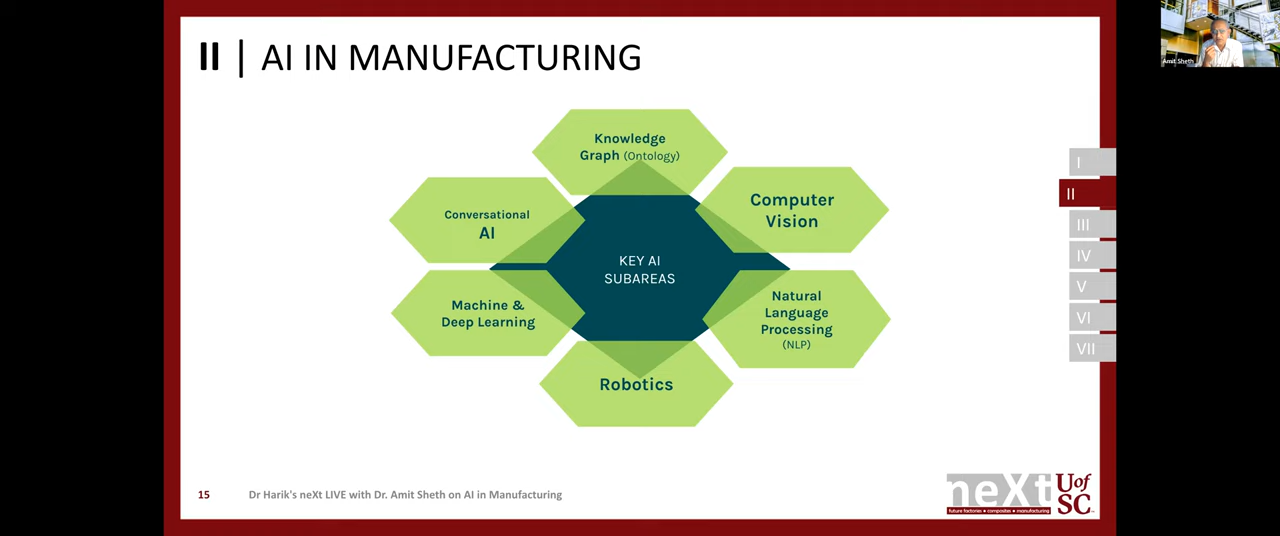 II | AI IN MANUFACTURING
Knowledge
Graph (Ontology)
Conversational
AI
Computer
Vision
KEY AI
SUBAREAS
Machine &
Deep Learning
Natural
Language
Processing
(NLP)
Robotics
I
II
III
IV
V
VI
VII
15
Dr Harik's neXt LIVE with Dr. Amit Sheth on AI in Manufacturing
neXt
future factories • composites • manufacturing
U of
SC
Amit Sheth